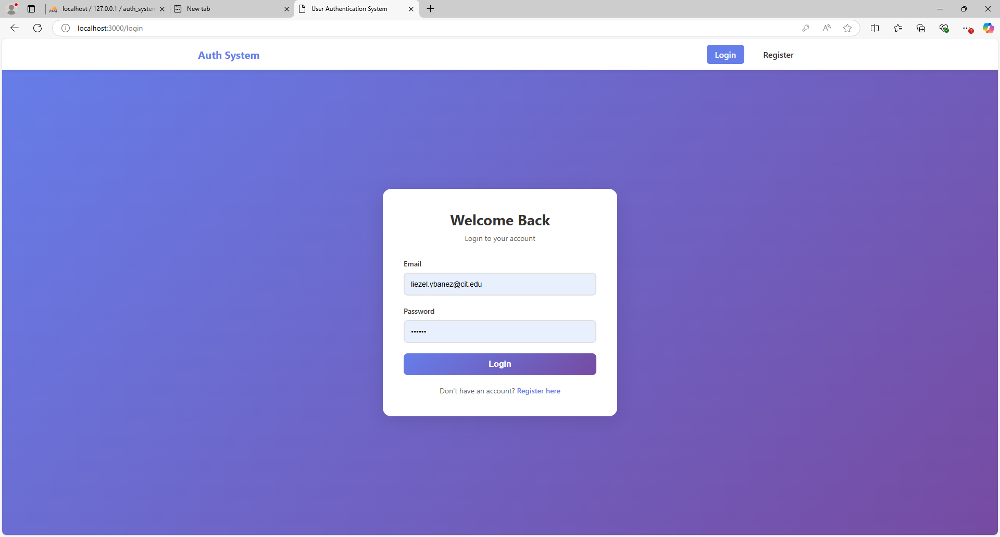 localhost / 127.0.0.1 / auth_system
New tab
User Authentication System
localhost:3000/login
Auth System
Login
Register
Welcome Back
Login to your account
Email
liezel.ybanez@cit.edu
Password
••••••
Login
Don't have an account? Register here